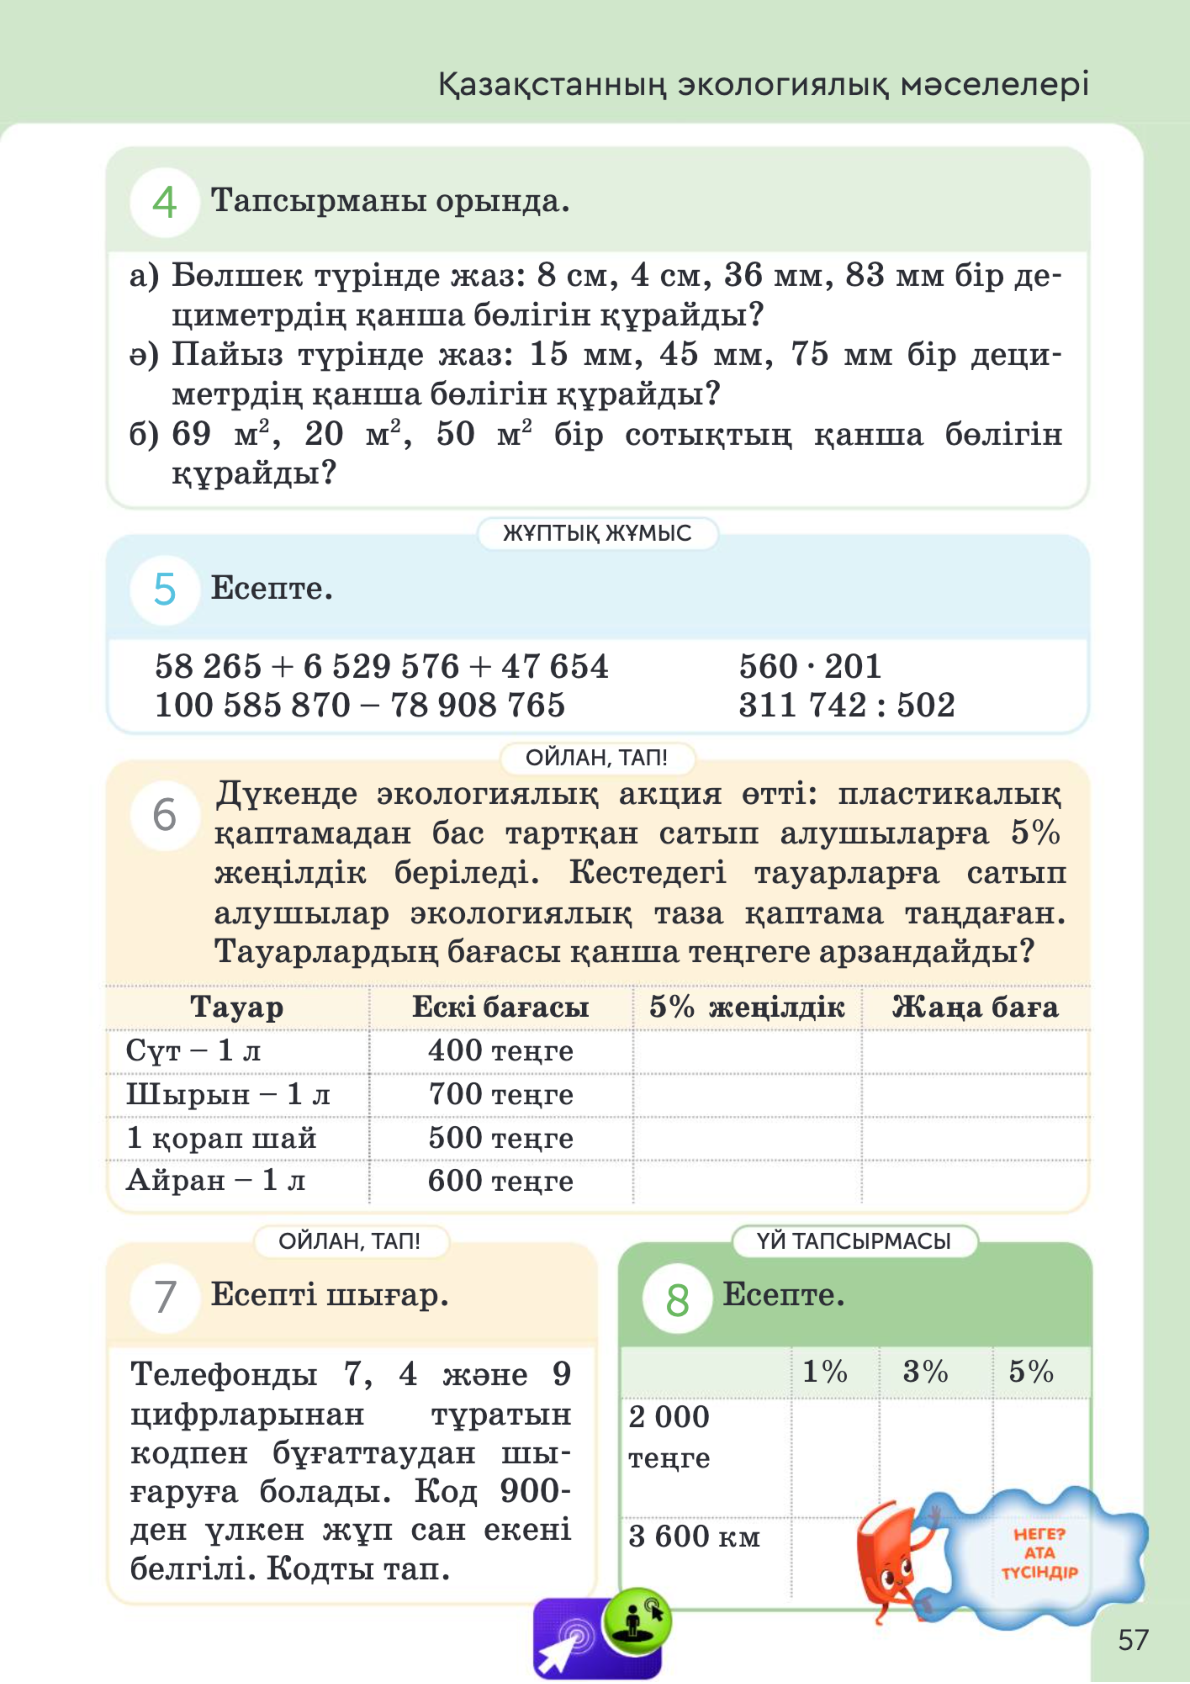 Қазақстанның экологиялық мәселелері
4 Тапсырманы орында.
а) Бөлшек түрінде жаз: 8 см, 4 см, 36 мм, 83 мм бір де-
циметрдің қанша бөлігін құрайды?
ә) Пайыз түрінде жаз: 15 мм, 45 мм, 75 мм бір деци-
метрдің қанша бөлігін құрайды?
б) 69 м², 20 м², 50 м² бір сотықтың қанша бөлігін
құрайды?
ЖҰПТЫҚ ЖҰМЫС
5 Есепте.
58 265 + 6 529 576 + 47 654 560 · 201
100 585 870 – 78 908 765 311 742 : 502
ОЙЛАН, ТАП!
6 Дүкенде экологиялық акция өтті: пластикалық
қаптамадан бас тартқан сатып алушыларға 5%
жеңілдік беріледі. Кестедегі тауарларға сатып
алушылар экологиялық таза қаптама таңдаған.
Тауарлардың бағасы қанша теңгеге арзандайды?
Тауар Ескі бағасы 5% жеңілдік Жаңа баға
Сүт – 1 л 400 теңге
Шырын – 1 л 700 теңге
1 қорап шай 500 теңге
Айран – 1 л 600 теңге
ОЙЛАН, ТАП!
7 Есепті шығар.
Телефонды 7, 4 және 9
цифрларынан тұратын
кодпен бұғаттаудан шы-
ғаруға болады. Код 900-
ден үлкен жұп сан екені
белгілі. Кодты тап.
ҮЙ ТАПСЫРМАСЫ
8 Есепте.
1% 3% 5%
2 000
теңге
3 600 км
НЕГЕ?
АТА
ТҮСІНДІР
57